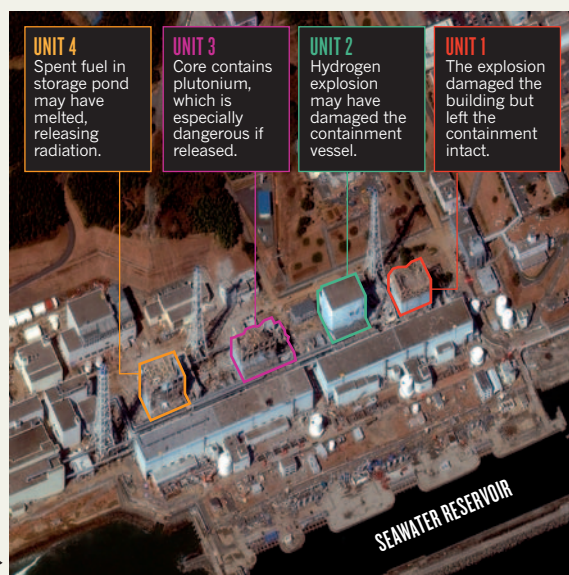 UNIT 4
Spent fuel in
storage pond
may have
melted,
releasing
radiation.
UNIT 3
Core contains
plutonium,
which is
especially
dangerous if
released.
UNIT 2
Hydrogen
explosion
may have
damaged the
containment
vessel.
UNIT 1
The explosion
damaged the
building but
left the
containment
intact.
SEAWATER RESERVOIR